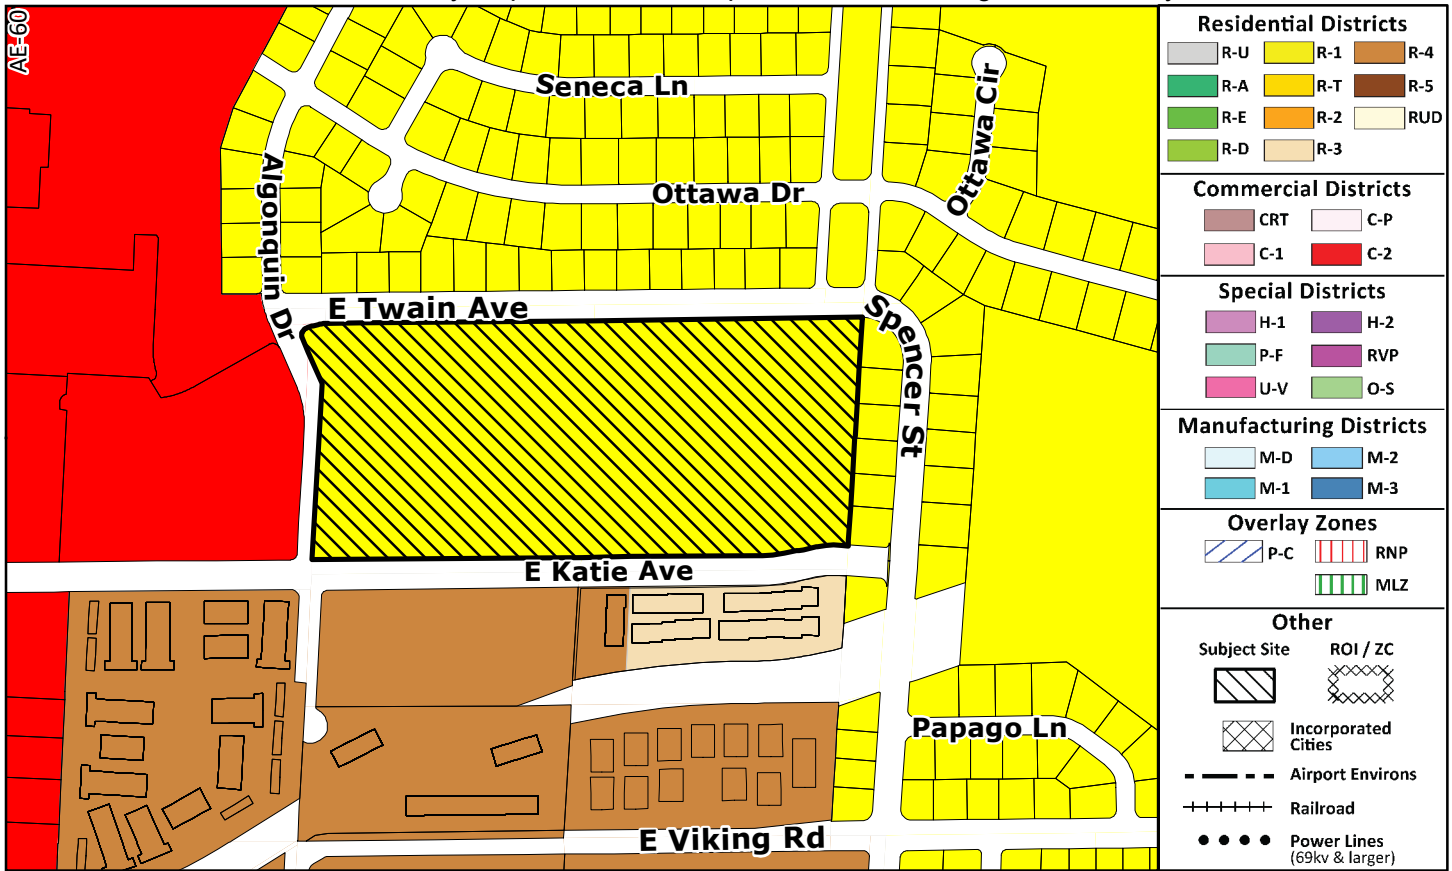 AE-60
Seneca Ln
Ottawa Cir
Algonquin Dr
Ottawa Dr
E Twain Ave
Spencer St
E Katie Ave
Papago Ln
E Viking Rd
Residential Districts
R-U R-1 R-4
R-A R-T R-5
R-E R-2 RUD
R-D R-3
Commercial Districts
CRT C-P
C-1 C-2
Special Districts
H-1 H-2
P-F RVP
U-V O-S
Manufacturing Districts
M-D M-2
M-1 M-3
Overlay Zones
P-C RNP
MLZ
Other
Subject Site ROI / ZC
Incorporated
Cities
Airport Environs
Railroad
Power Lines
(69kv & larger)